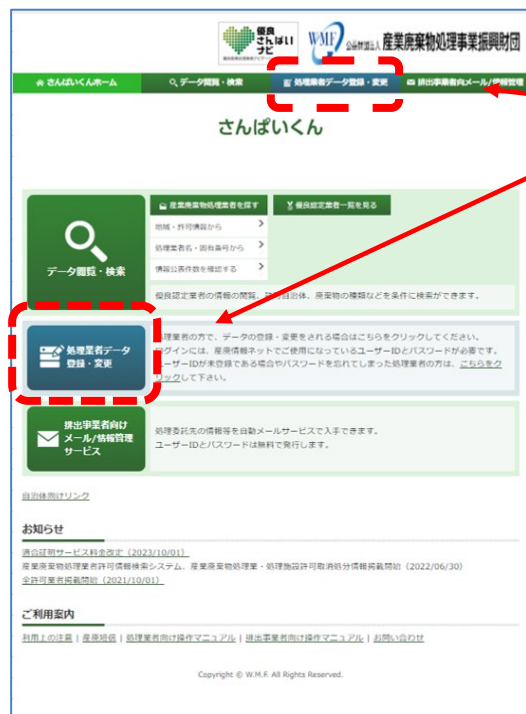 優良
さんぱい
ナビ
WMF 公益財団法人 産業廃棄物処理事業振興財団
さんぱいくんホーム データ閲覧・検索 処理業者データ登録・変更 排出事業者向メール/情報管理
さんぱいくん
データ閲覧・検索
産業廃棄物処理業者を探す 優良認定業者一覧を見る
地域・許可情報から
処理業者名・固有番号から
情報公表件数を確認する
優良認定業者の情報の閲覧、許可自治体、廃棄物の種類などを条件に検索ができます。
処理業者データ
登録・変更
処理業者の方で、データの登録・変更をされる場合はこちらをクリックしてください。
ログインには、産廃情報ネットでご使用になっているユーザーIDとパスワードが必要です。
ユーザーIDが未登録である場合やパスワードを忘れてしまった処理業者の方は、こちらをク
リックして下さい。
排出事業者向け
メール/情報管理
サービス
処理委託先の情報等を自動メールサービスで入手できます。
ユーザーIDとパスワードは無料で発行します。
自治体向けリンク
お知らせ
適合証明サービス料金改定（2023/10/01）
産業廃棄物処理業者許可情報検索システム、産業廃棄物処理業・処理施設許可取消処分情報掲載開始（2022/06/30）
全許可業者掲載開始（2021/10/01）
ご利用案内
利用上の注意 | 産廃短信 | 処理業者向け操作マニュアル | 排出事業者向け操作マニュアル | お問い合わせ
Copyright © W.M.F. All Rights Reserved.